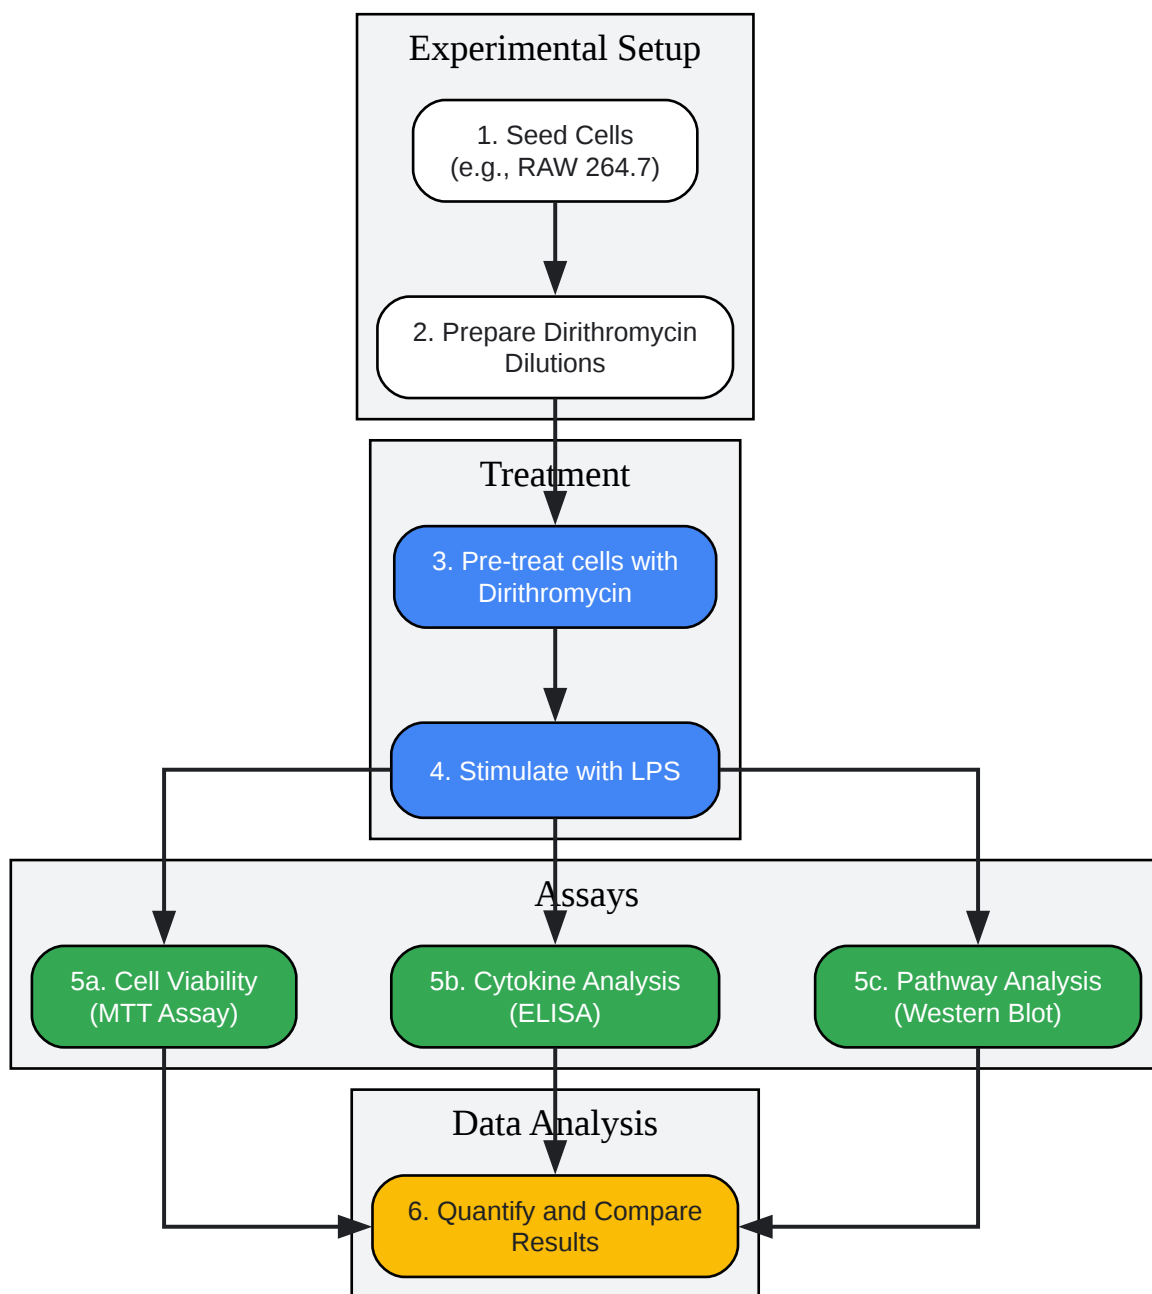 Experimental Setup
1. Seed Cells
(e.g., RAW 264.7)
2. Prepare Dirithromycin
Dilutions
Treatment
3. Pre-treat cells with
Dirithromycin
4. Stimulate with LPS
Assays
5a. Cell Viability
(MTT Assay)
5b. Cytokine Analysis
(ELISA)
5c. Pathway Analysis
(Western Blot)
Data Analysis
6. Quantify and Compare
Results